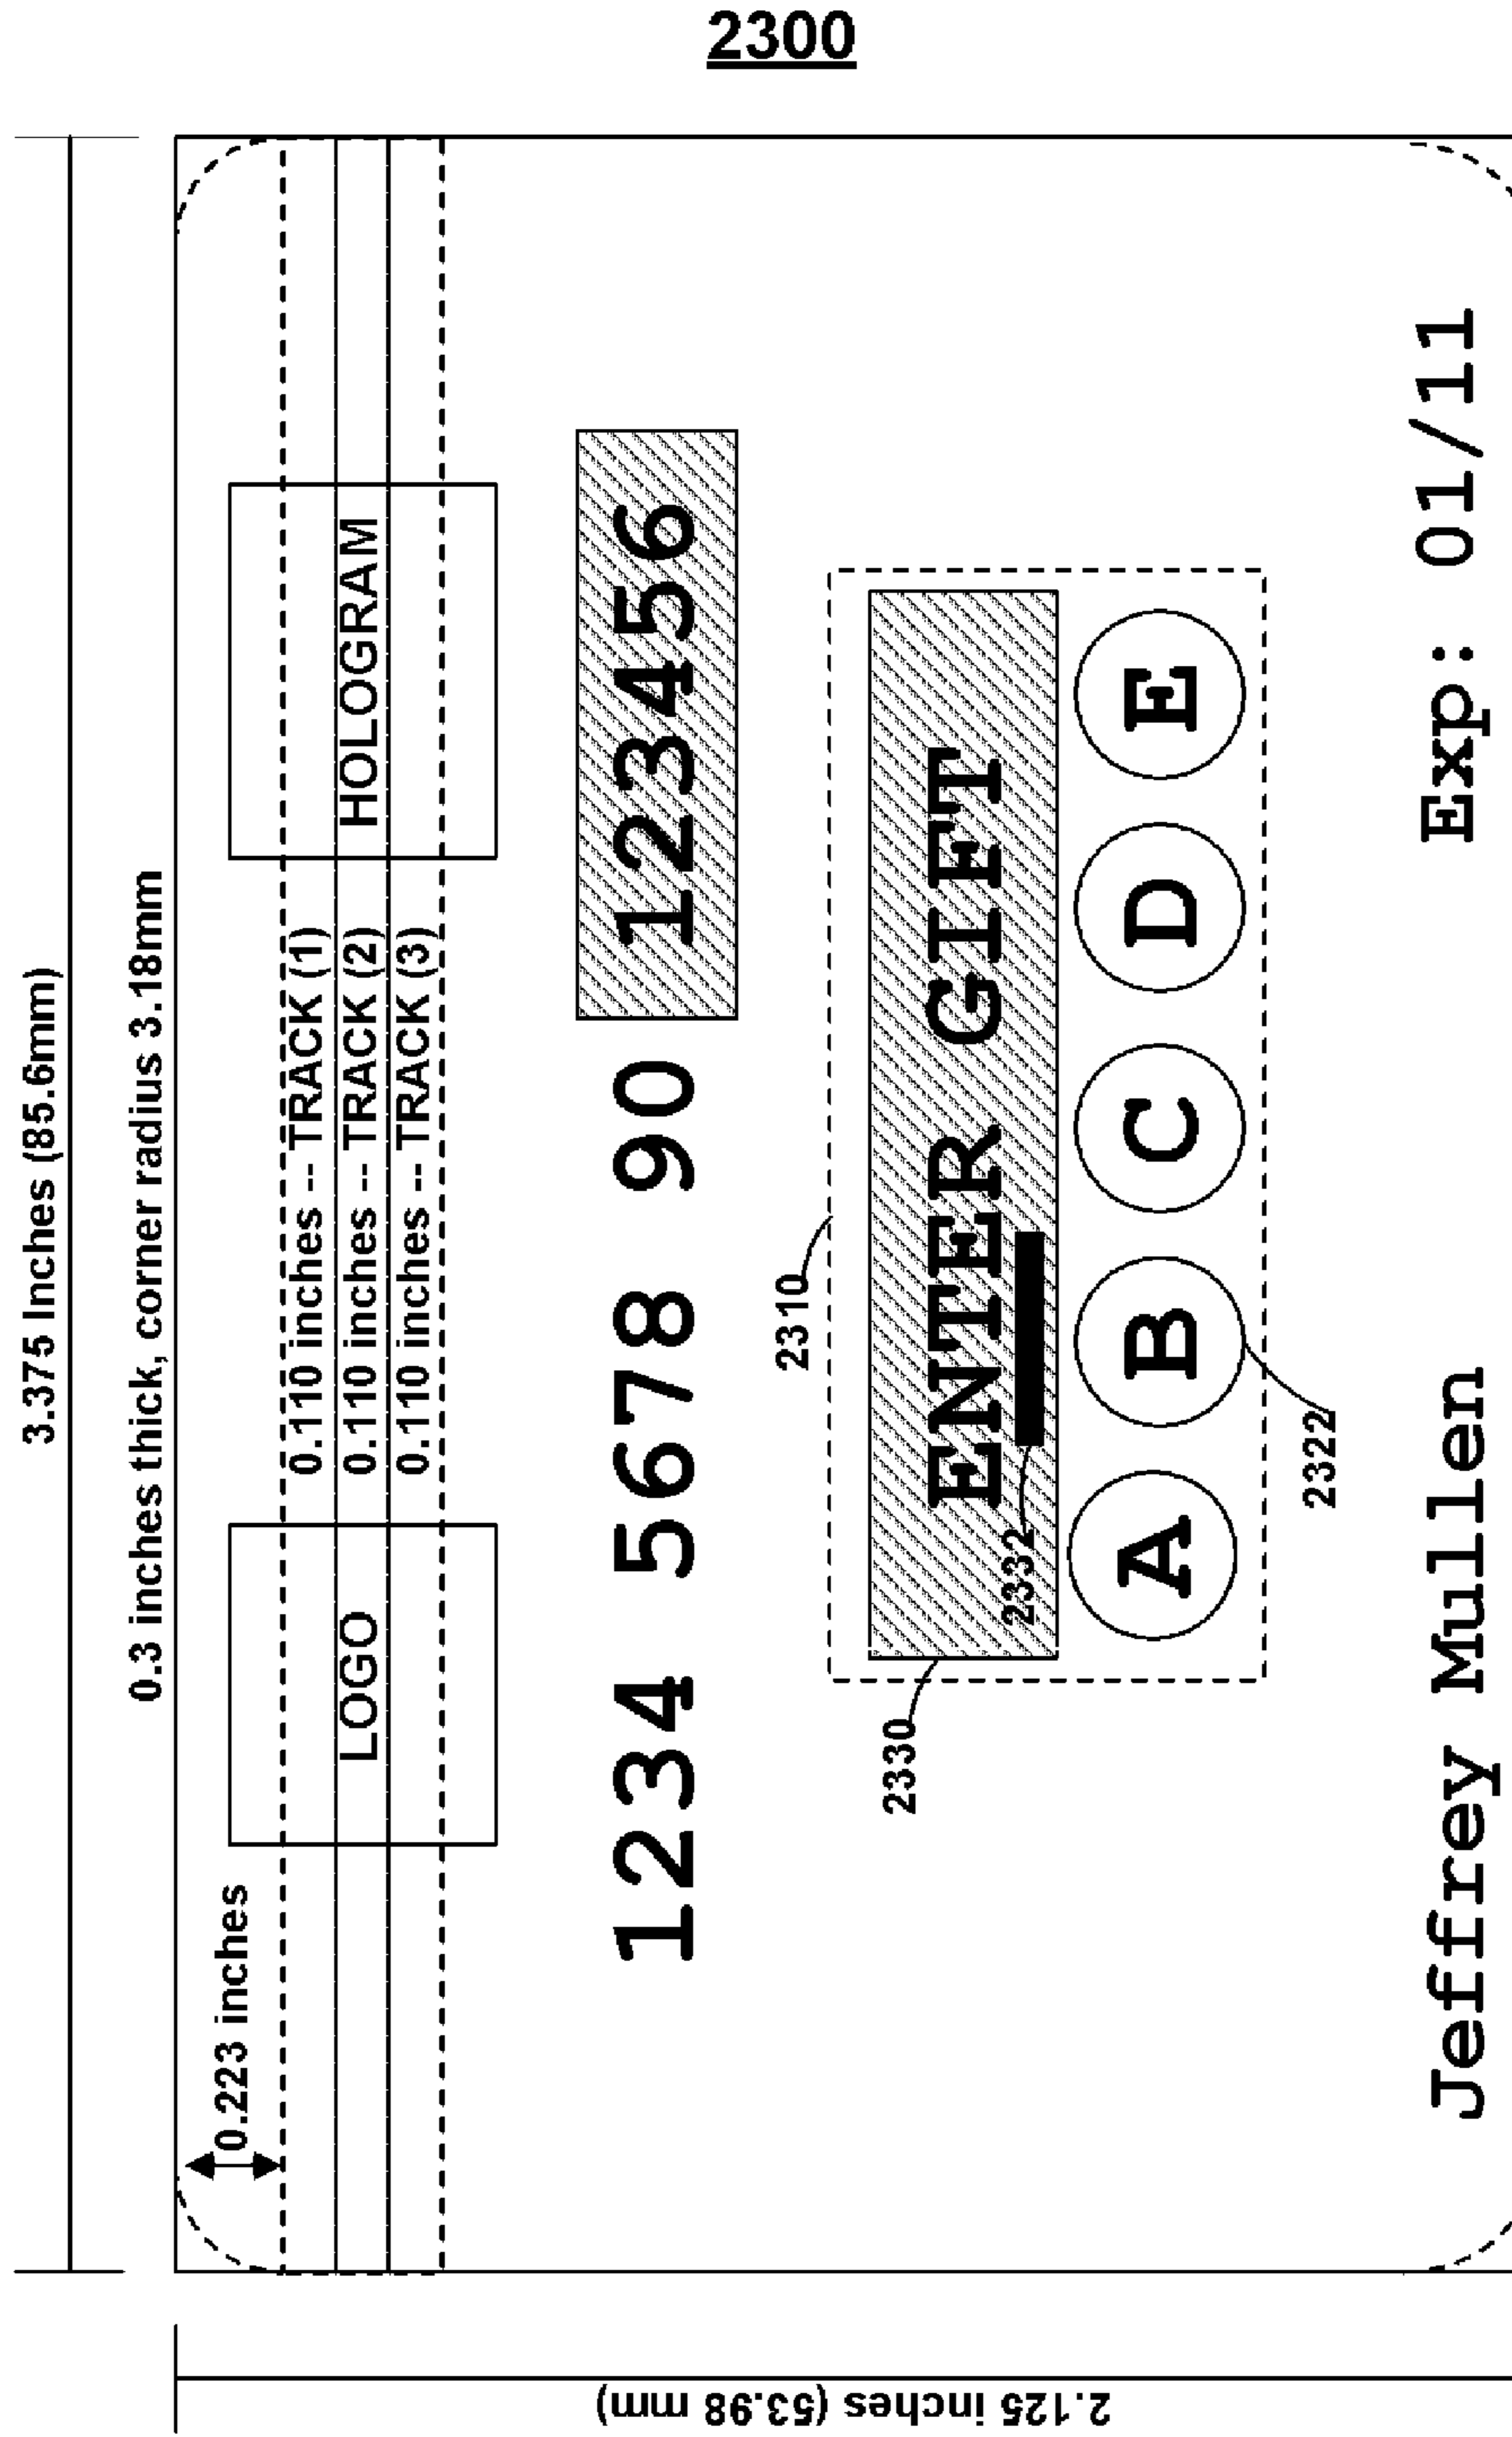 2300
3.375 Inches (85.6mm)
0.3 inches thick, corner radius 3.18mm
0.223 inches
LOGO
HOLOGRAM
0.110 inches -- TRACK (1)
0.110 inches -- TRACK (2)
0.110 inches -- TRACK (3)
1234 5678 90 123456
2310
2330
ENTER GIFT
2332
A B C D E
2322
Jeffrey Mullen Exp: 01/11
2.125 inches (53.98 mm)